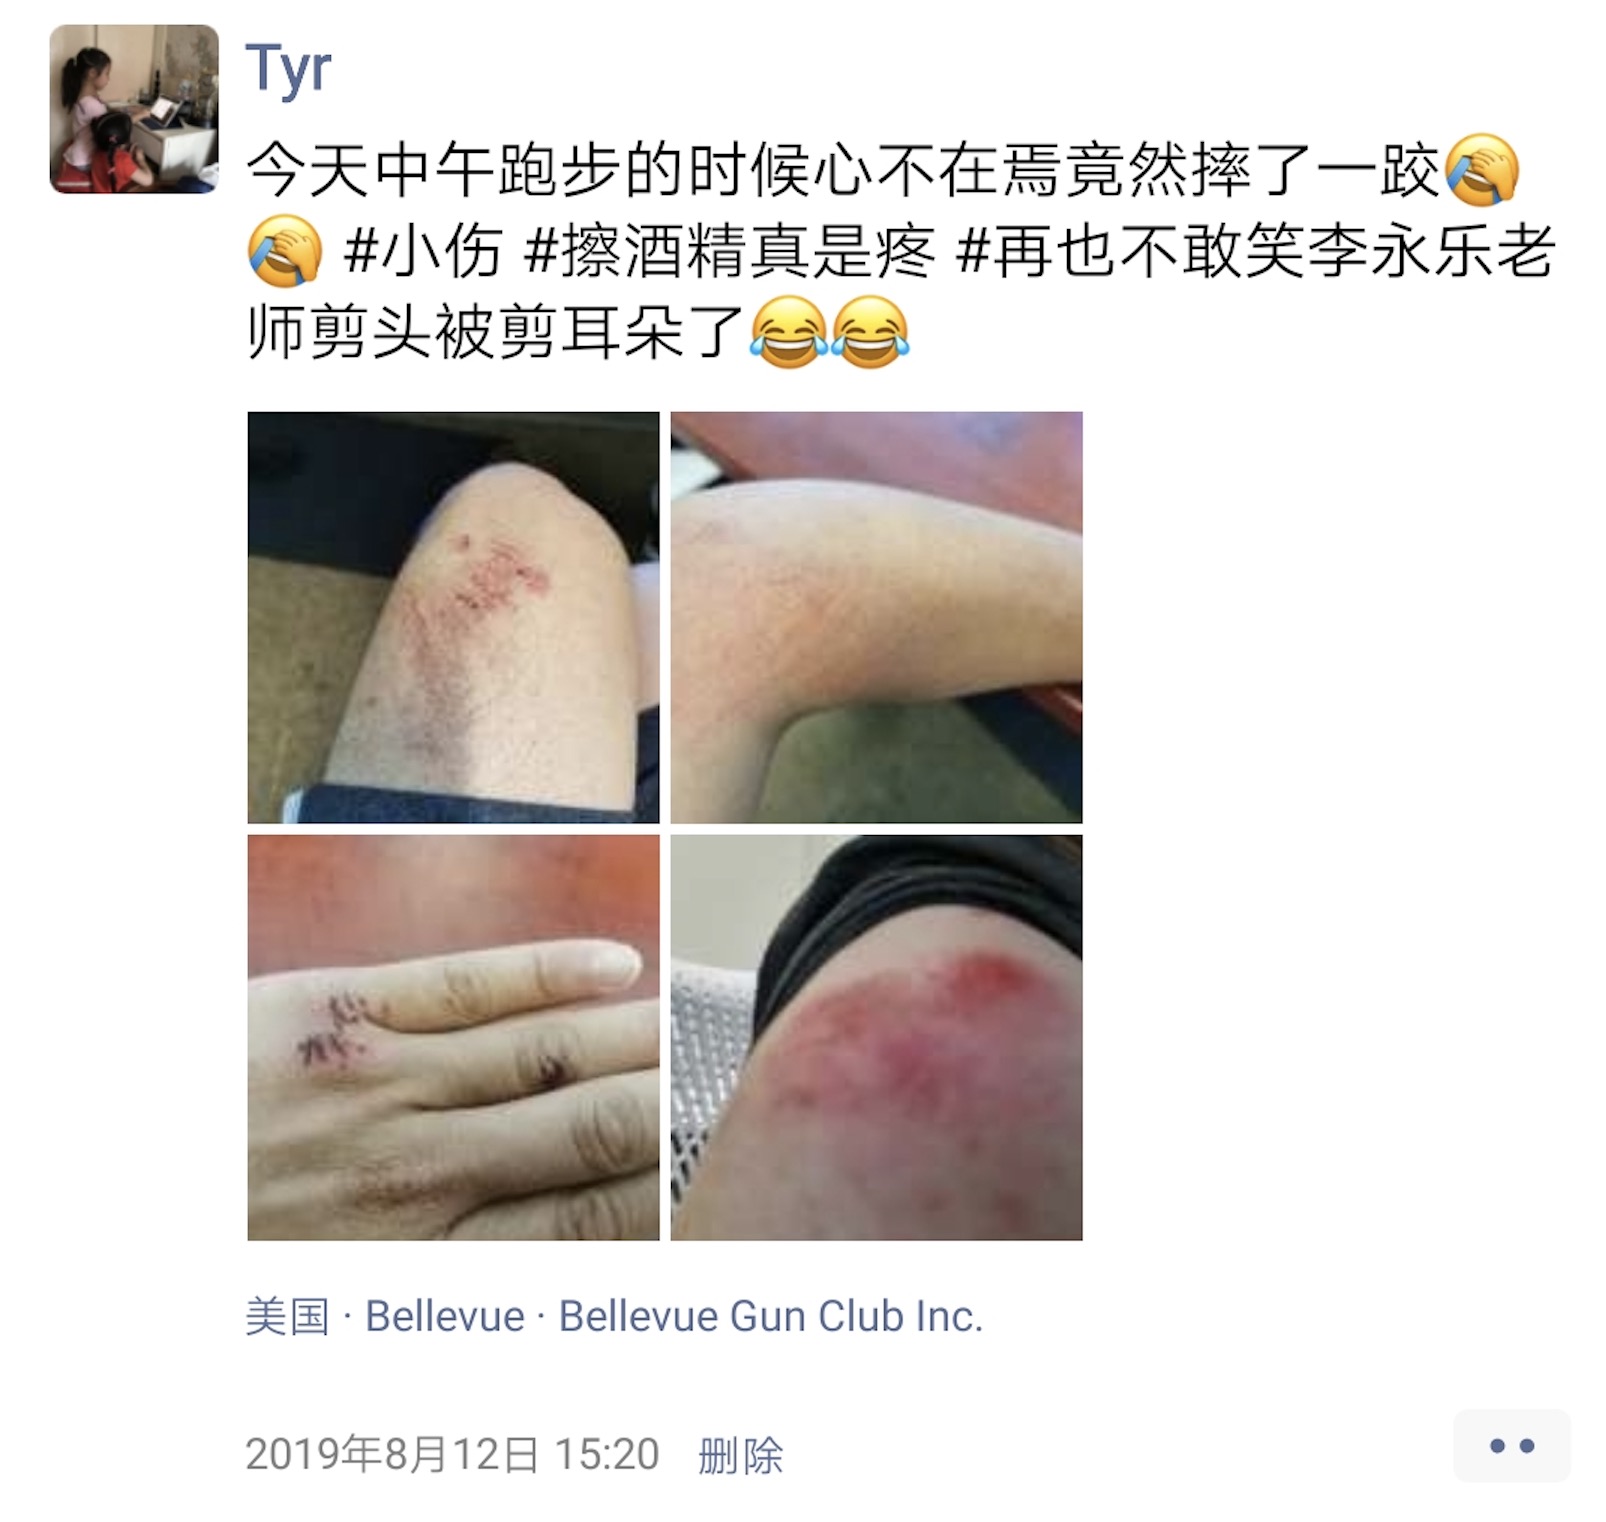 Tyr
今天中午跑步的时候心不在焉竟然摔了一跤🤦
🤦 #小伤 #擦酒精真是疼 #再也不敢笑李永乐老
师剪头被剪耳朵了😂😂
美国 · Bellevue · Bellevue Gun Club Inc.
2019年8月12日 15:20 删除